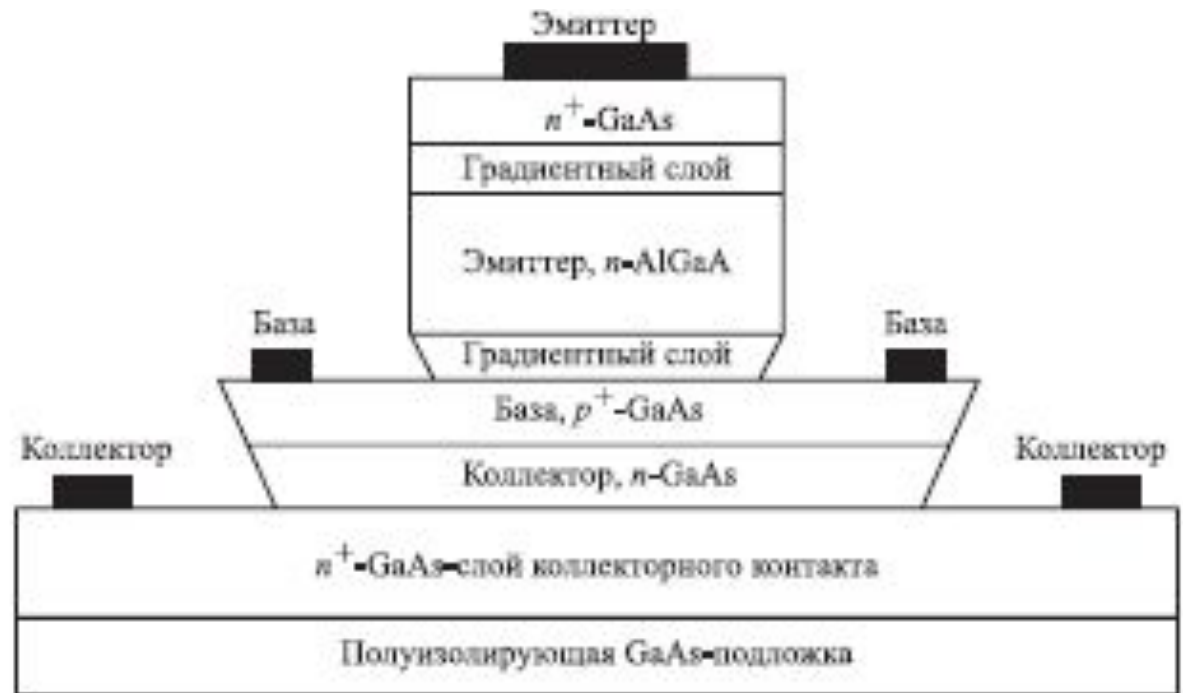 Эмиттер
n⁺-GaAs
Градиентный слой
Эмиттер, n-AlGaA
База
База
Градиентный слой
База, p⁺-GaAs
Коллектор
Коллектор
Коллектор, n-GaAs
n⁺-GaAs-слой коллекторного контакта
Полуизолирующая GaAs-подложка